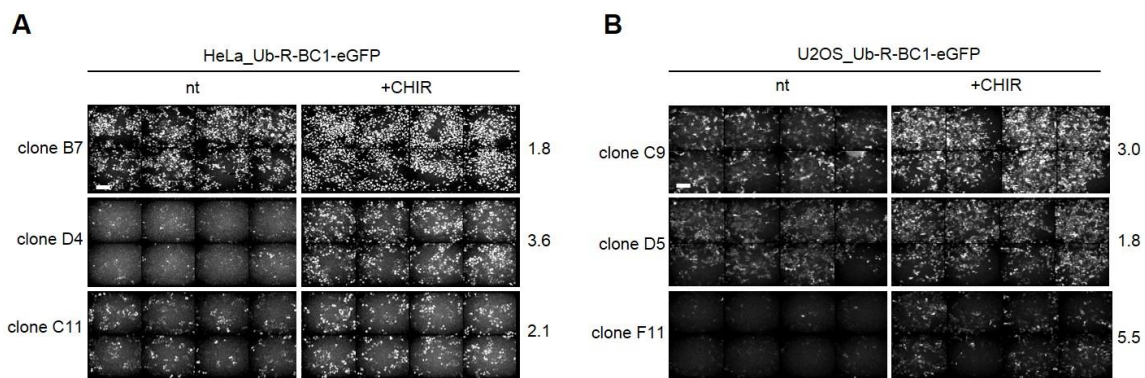 A
HeLa_Ub-R-BC1-eGFP
nt +CHIR
clone B7 1.8
clone D4 3.6
clone C11 2.1
B
U2OS_Ub-R-BC1-eGFP
nt +CHIR
clone C9 3.0
clone D5 1.8
clone F11 5.5